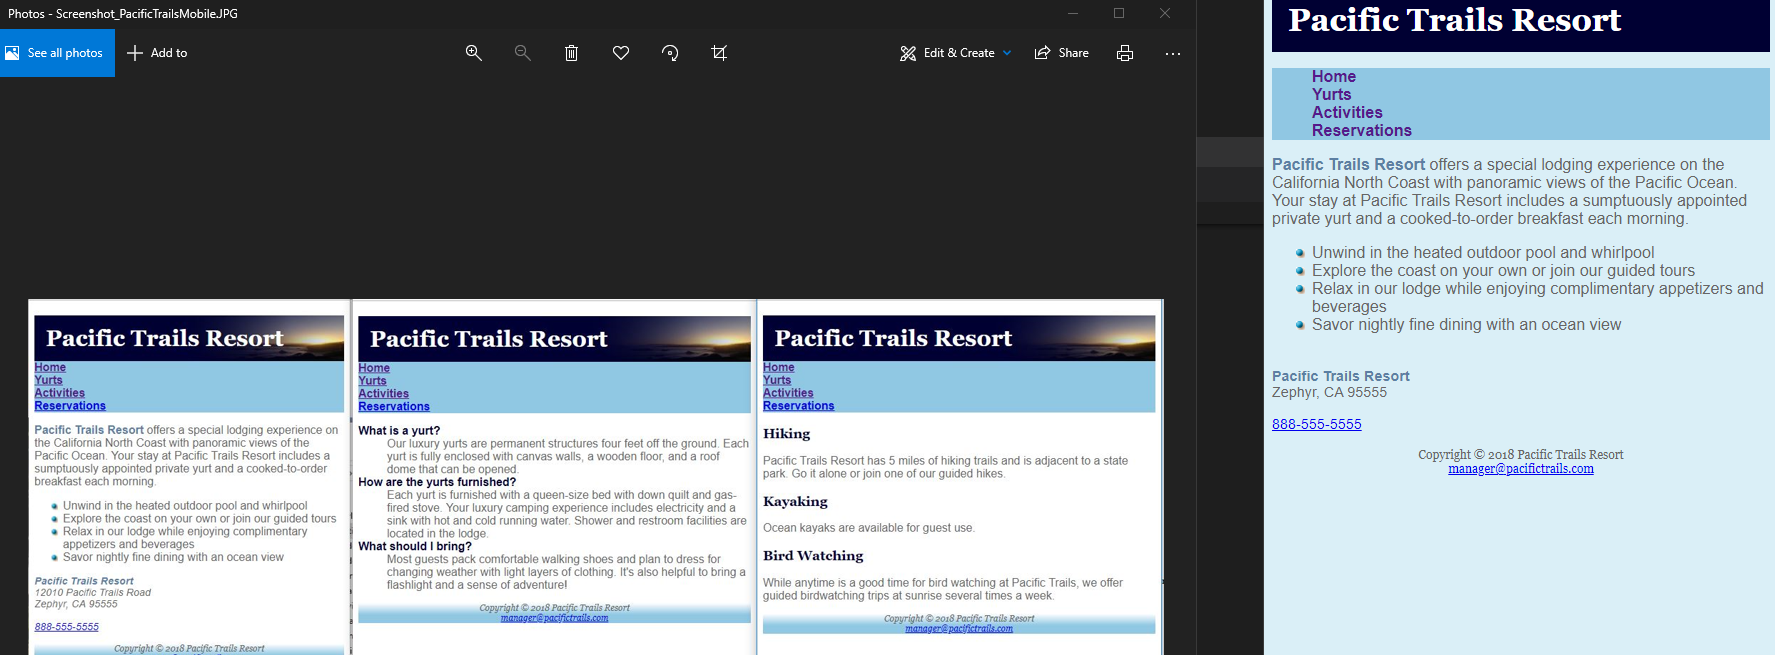 Photos - Screenshot_PacificTrailsMobile.JPG
See all photos
Add to
Edit & Create
Share
Pacific Trails Resort
Home
Yurts
Activities
Reservations
Pacific Trails Resort offers a special lodging experience on
the California North Coast with panoramic views of the
Pacific Ocean. Your stay at Pacific Trails Resort includes a
sumptuously appointed private yurt and a cooked-to-order
breakfast each morning.
Unwind in the heated outdoor pool and whirlpool
Explore the coast on your own or join our guided tours
Relax in our lodge while enjoying complimentary
appetizers and beverages
Savor nightly fine dining with an ocean view
Pacific Trails Resort
12010 Pacific Trails Road
Zephyr, CA 95555
888-555-5555
Copyright © 2018 Pacific Trails Resort
Pacific Trails Resort
Home
Yurts
Activities
Reservations
What is a yurt?
Our luxury yurts are permanent structures four feet off the ground. Each
yurt is fully enclosed with canvas walls, a wooden floor, and a roof
dome that can be opened.
How are the yurts furnished?
Each yurt is furnished with a queen-size bed with down quilt and gas-
fired stove. Your luxury camping experience includes electricity and a
sink with hot and cold running water. Shower and restroom facilities are
located in the lodge.
What should I bring?
Most guests pack comfortable walking shoes and plan to dress for
changing weather with light layers of clothing. It's also helpful to bring a
flashlight and a sense of adventure!
Copyright © 2018 Pacific Trails Resort
manager@pacifictrails.com
Pacific Trails Resort
Home
Yurts
Activities
Reservations
Hiking
Pacific Trails Resort has 5 miles of hiking trails and is adjacent to a state
park. Go it alone or join one of our guided hikes.
Kayaking
Ocean kayaks are available for guest use.
Bird Watching
While anytime is a good time for bird watching at Pacific Trails, we offer
guided birdwatching trips at sunrise several times a week.
Copyright © 2018 Pacific Trails Resort
manager@pacifictrails.com
Pacific Trails Resort
Home
Yurts
Activities
Reservations
Pacific Trails Resort offers a special lodging experience on the
California North Coast with panoramic views of the Pacific Ocean.
Your stay at Pacific Trails Resort includes a sumptuously appointed
private yurt and a cooked-to-order breakfast each morning.
Unwind in the heated outdoor pool and whirlpool
Explore the coast on your own or join our guided tours
Relax in our lodge while enjoying complimentary appetizers and
beverages
Savor nightly fine dining with an ocean view
Pacific Trails Resort
Zephyr, CA 95555
888-555-5555
Copyright © 2018 Pacific Trails Resort
manager@pacifictrails.com